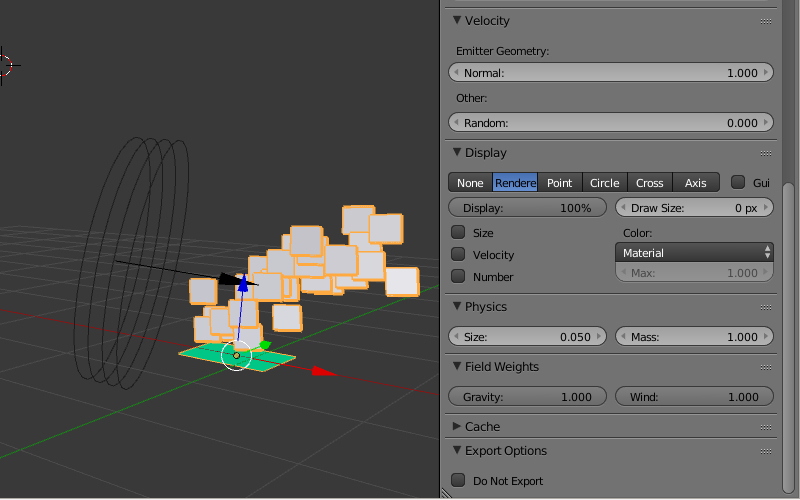 Velocity
Emitter Geometry:
Normal: 1.000
Other:
Random: 0.000
Display
None Rendere Point Circle Cross Axis Gui
Display: 100% Draw Size: 0 px
Size Color:
Velocity Material
Number Max: 1.000
Physics
Size: 0.050 Mass: 1.000
Field Weights
Gravity: 1.000 Wind: 1.000
Cache
Export Options
Do Not Export